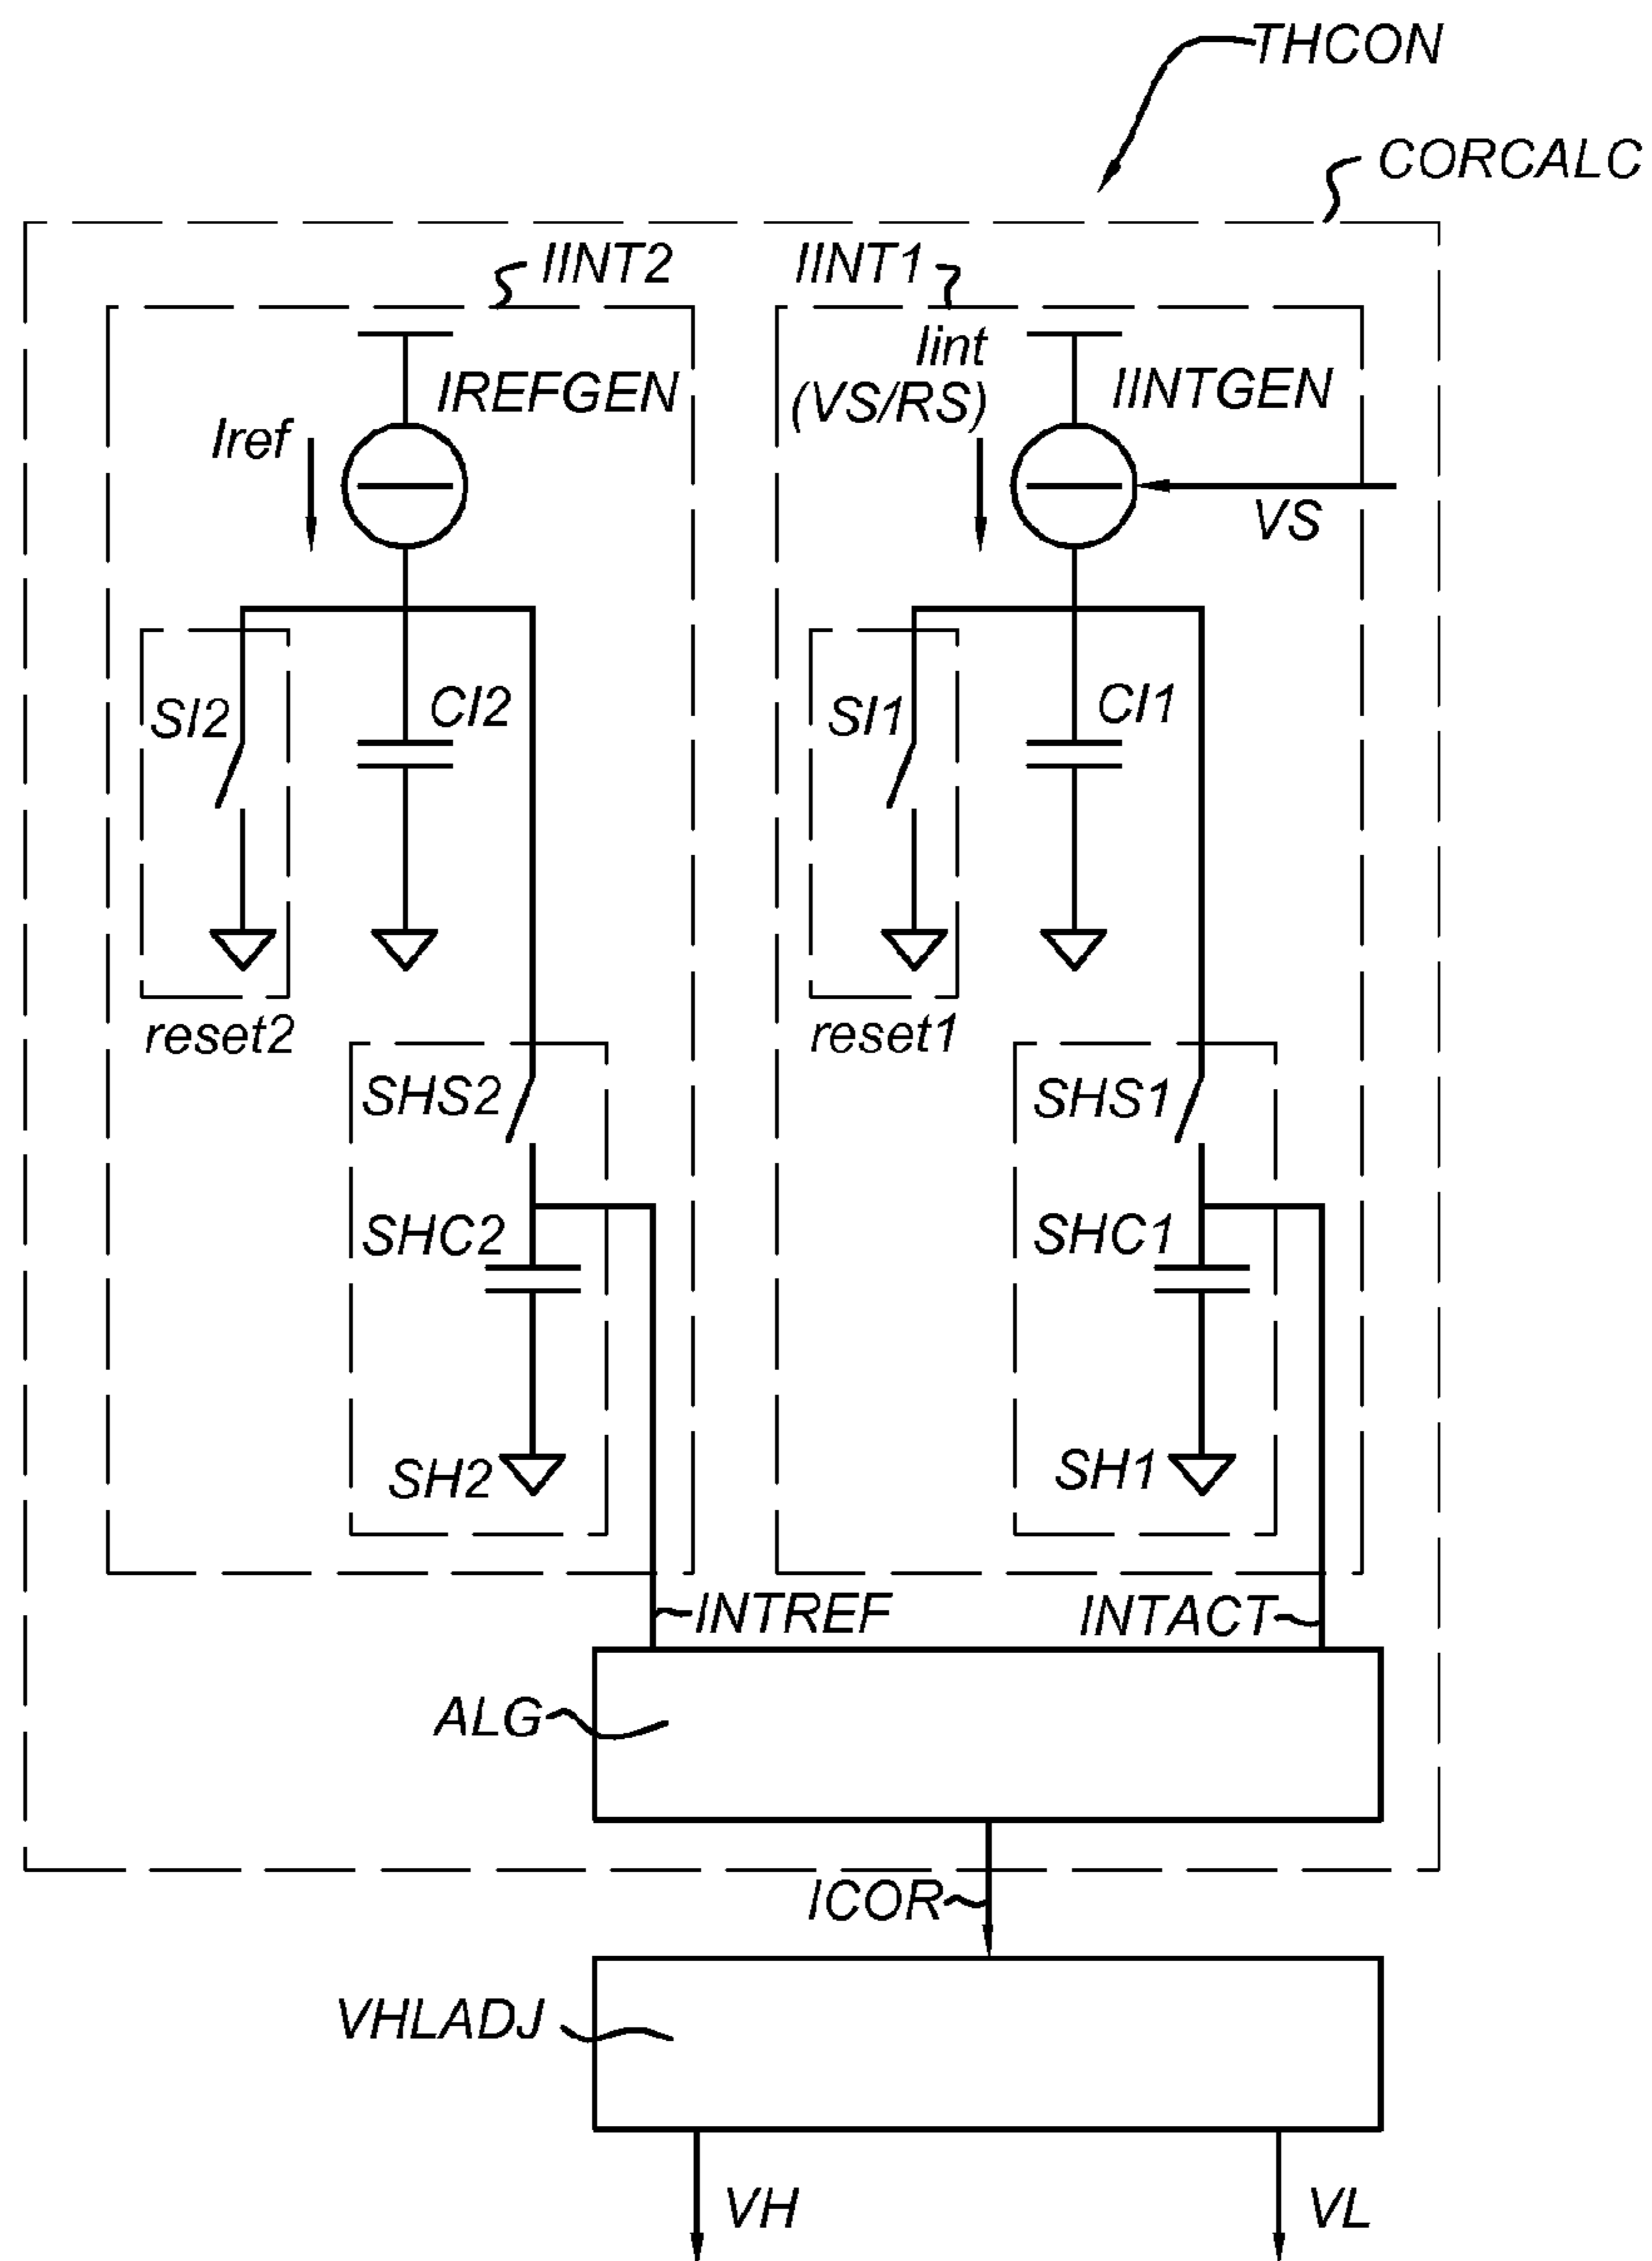 THCON
CORCALC
IINT2
IINT1
Iint
(VS/RS)
IREFGEN
IINTGEN
Iref
VS
SI2
CI2
SI1
CI1
reset2
reset1
SHS2
SHS1
SHC2
SHC1
SH2
SH1
INTREF
INTACT
ALG
ICOR
VHLADJ
VH
VL